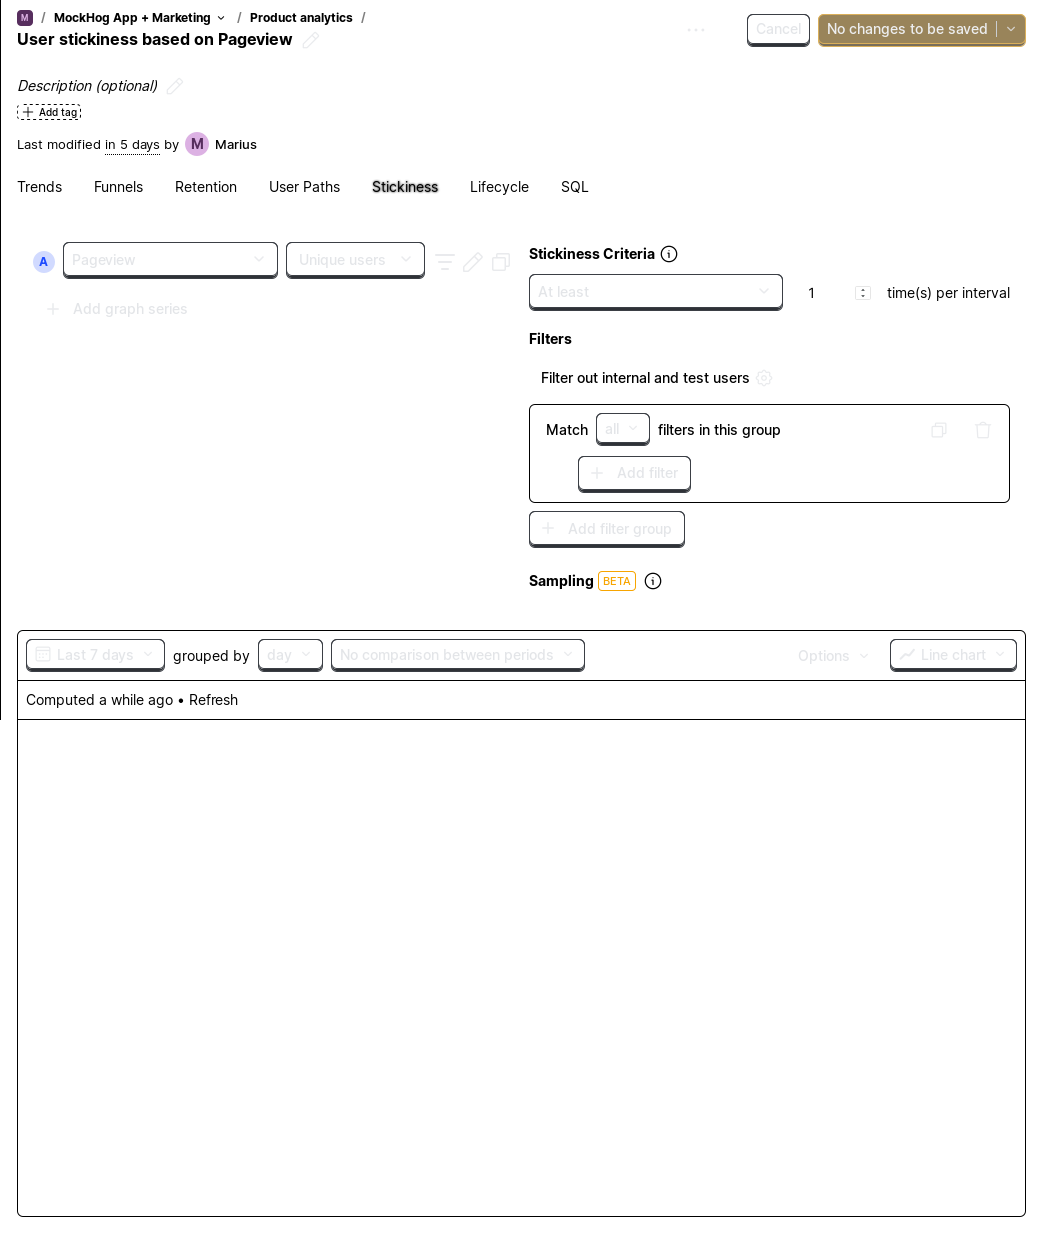 M / MockHog App + Marketing / Product analytics /
User stickiness based on Pageview
Cancel
No changes to be saved
Description (optional)
Add tag
Last modified in 5 days by M Marius
Trends Funnels Retention User Paths Stickiness Lifecycle SQL
A Pageview Unique users
Add graph series
Stickiness Criteria
At least 1 time(s) per interval
Filters
Filter out internal and test users
Match all filters in this group
Add filter
Add filter group
Sampling BETA
Last 7 days grouped by day No comparison between periods Options Line chart
Computed a while ago • Refresh